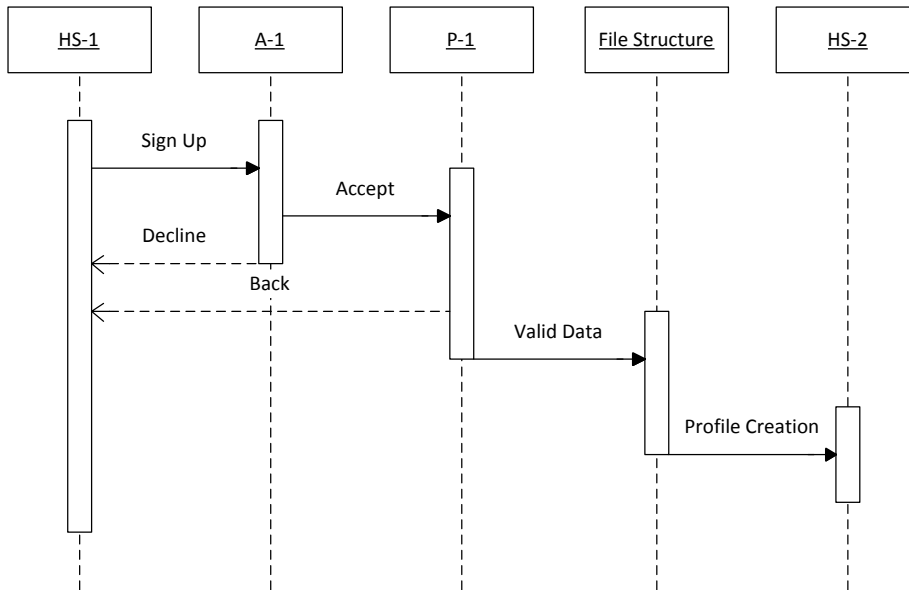 HS-1
A-1
P-1
File Structure
HS-2
Sign Up
Accept
Decline
Back
Valid Data
Profile Creation